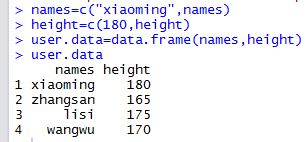 > names=c("xiaoming",names)
> height=c(180,height)
> user.data=data.frame(names,height)
> user.data
names height
1 xiaoming 180
2 zhangsan 165
3 lisi 175
4 wangwu 170